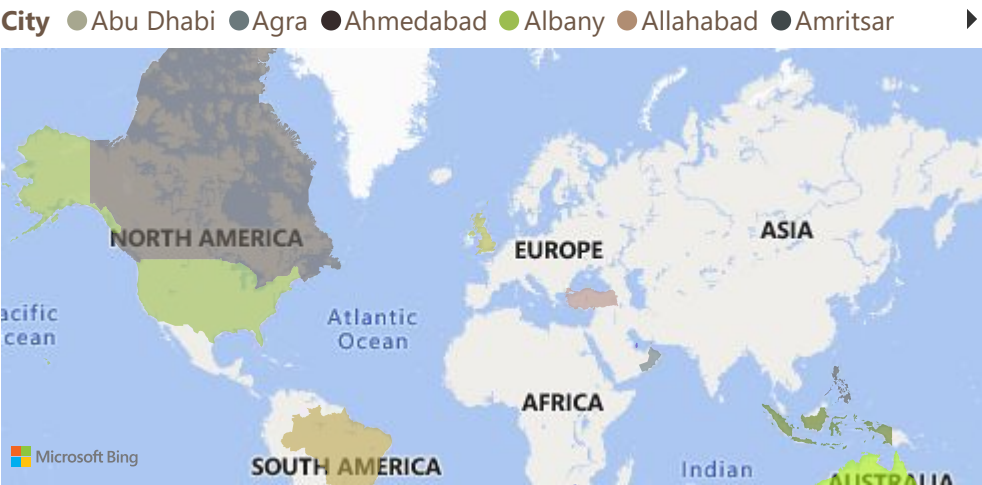 City Abu Dhabi Agra Ahmedabad Albany Allahabad Amritsar
NORTH AMERICA
EUROPE
ASIA
acific
cean
Atlantic
Ocean
AFRICA
SOUTH AMERICA
Indian
AUSTRALIA
Microsoft Bing